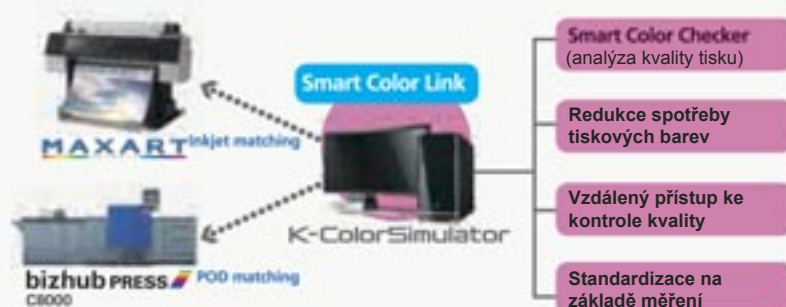 MAXART
Inkjet matching
bizhub PRESS
C8000
POD matching
Smart Color Link
K-ColorSimulator
Smart Color Checker
(analýza kvality tisku)
Redukce spotřeby
tiskových barev
Vzdálený přístup ke
kontrole kvality
Standardizace na
základě měření